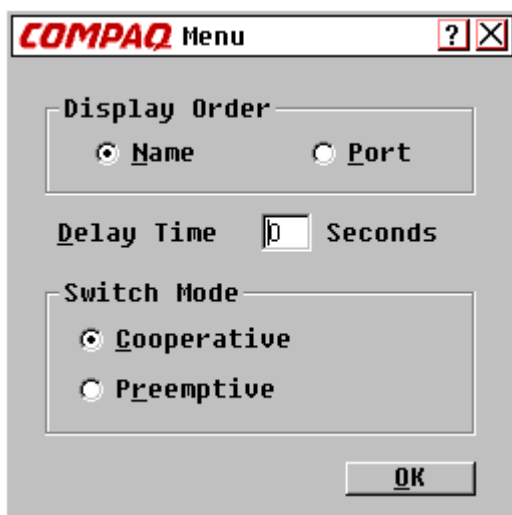 COMPAQ Menu ? X
Display Order
Name Port
Delay Time 0 Seconds
Switch Mode
Cooperative
Preemptive
OK